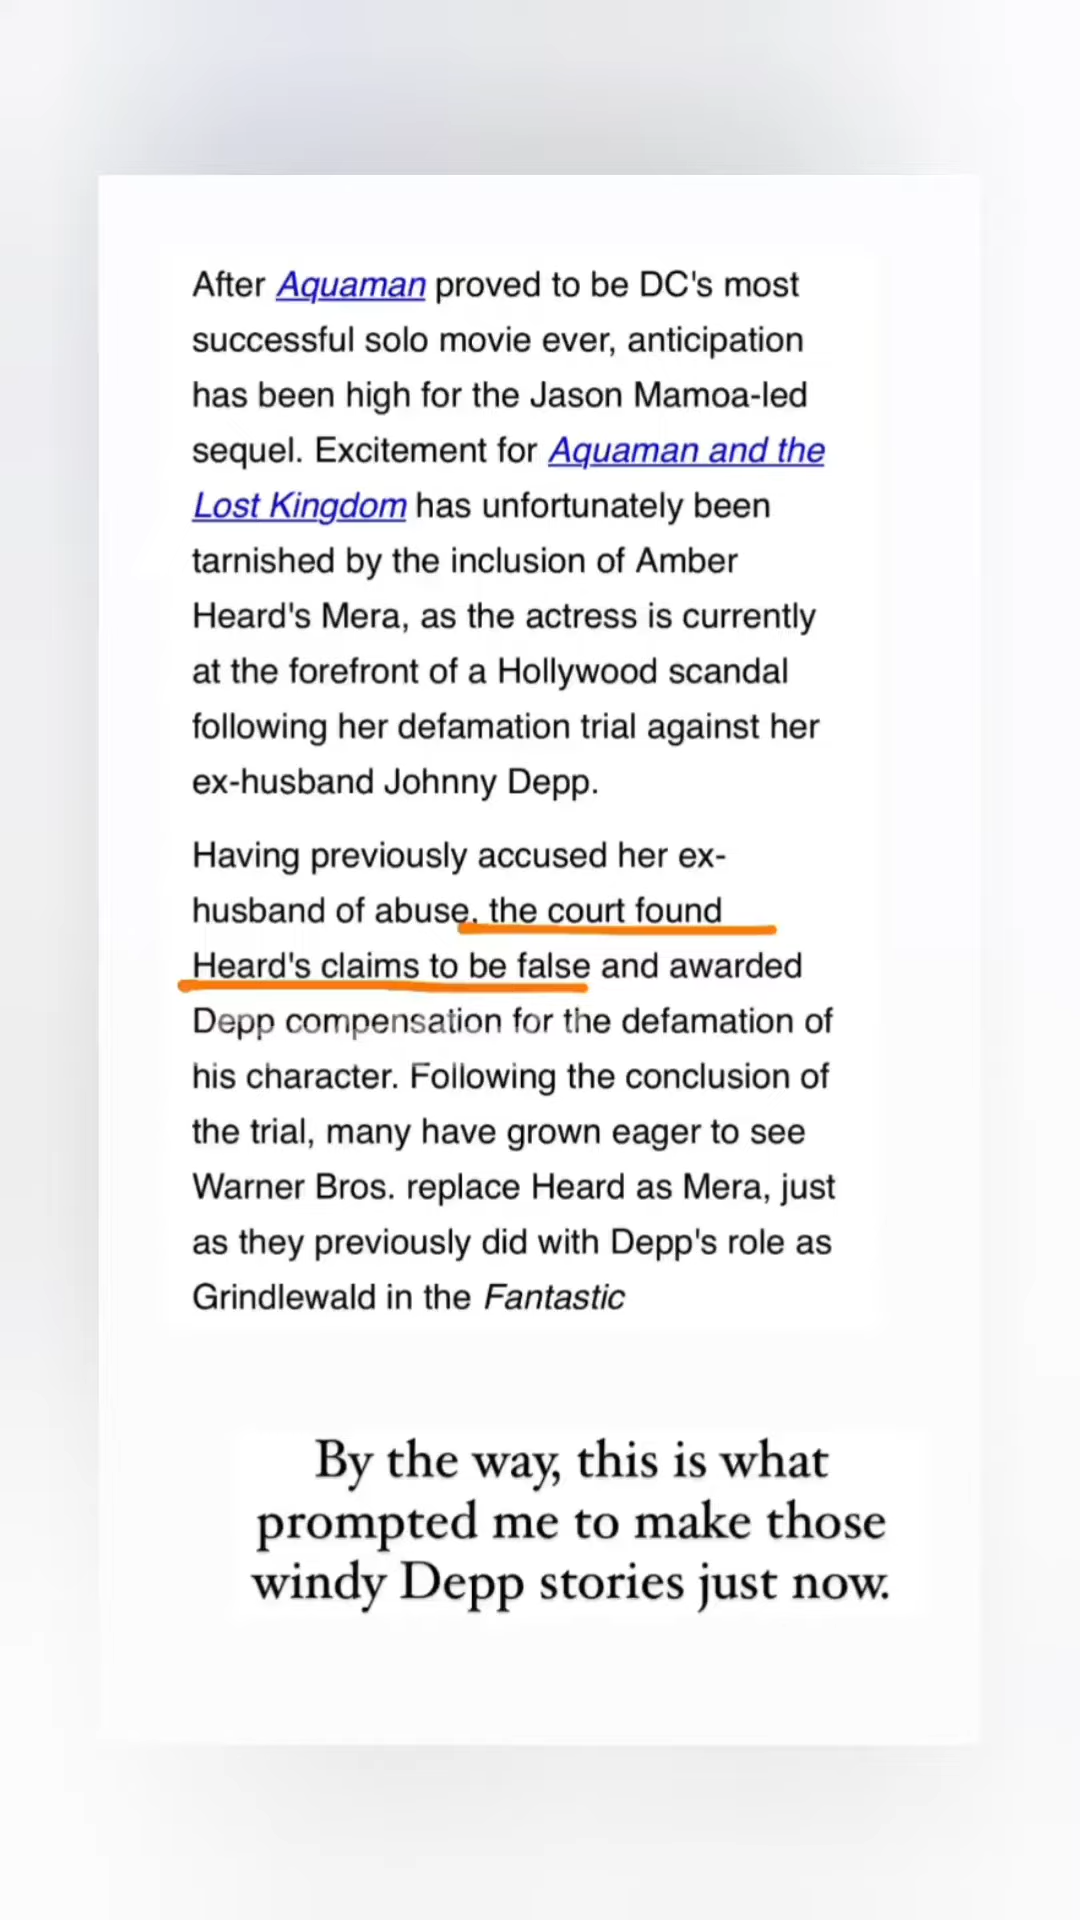 After Aquaman proved to be DC's most
successful solo movie ever, anticipation
has been high for the Jason Mamoa-led
sequel. Excitement for Aquaman and the
Lost Kingdom has unfortunately been
tarnished by the inclusion of Amber
Heard's Mera, as the actress is currently
at the forefront of a Hollywood scandal
following her defamation trial against her
ex-husband Johnny Depp.
Having previously accused her ex-
husband of abuse, the court found
Heard's claims to be false and awarded
Depp compensation for the defamation of
his character. Following the conclusion of
the trial, many have grown eager to see
Warner Bros. replace Heard as Mera, just
as they previously did with Depp's role as
Grindlewald in the Fantastic
By the way, this is what
prompted me to make those
windy Depp stories just now.